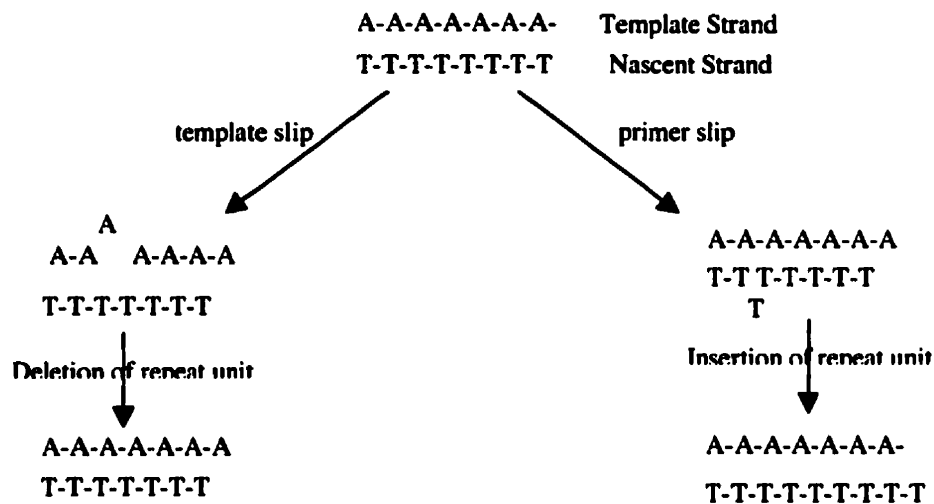 A-A-A-A-A-A-A- Template Strand
T-T-T-T-T-T-T-T Nascent Strand
template slip
primer slip
A
A-A A-A-A-A
T-T-T-T-T-T-T
Deletion of repeat unit
A-A-A-A-A-A-A
T-T-T-T-T-T-T
A-A-A-A-A-A-A
T-T T-T-T-T-T
T
Insertion of repeat unit
A-A-A-A-A-A-A-
T-T-T-T-T-T-T-T-T